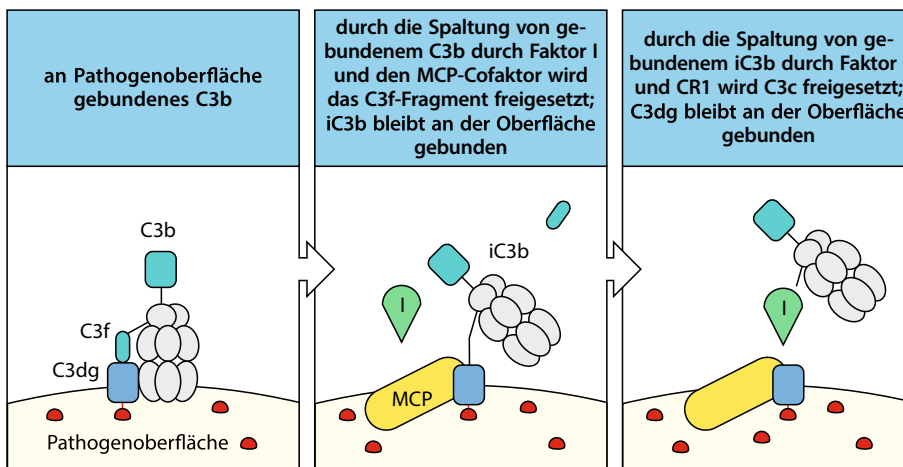 an Pathogenoberfläche
gebundenes C3b
durch die Spaltung von ge-
bundenem C3b durch Faktor I
und den MCP-Cofaktor wird
das C3f-Fragment freigesetzt;
iC3b bleibt an der Oberfläche
gebunden
durch die Spaltung von ge-
bundenem iC3b durch Faktor
und CR1 wird C3c freigesetzt;
C3dg bleibt an der Oberfläche
gebunden
C3b
C3f
C3dg
Pathogenoberfläche
iC3b
I
MCP
I